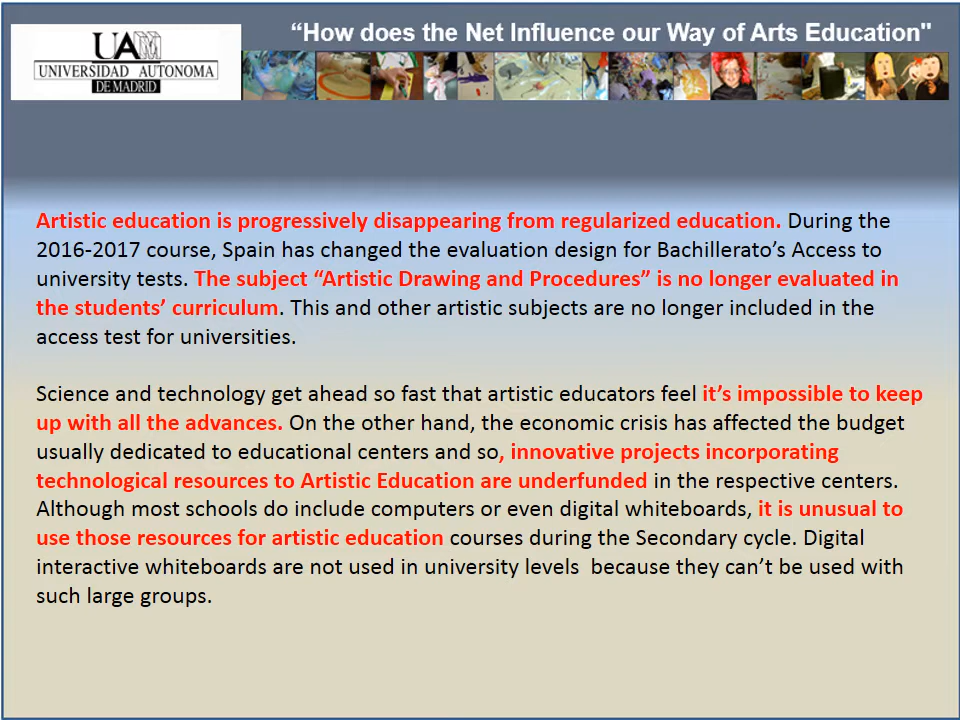 “How does the Net Influence our Way of Arts Education"
UAM
UNIVERSIDAD AUTONOMA
DE MADRID
Artistic education is progressively disappearing from regularized education. During the
2016-2017 course, Spain has changed the evaluation design for Bachillerato’s Access to
university tests. The subject “Artistic Drawing and Procedures” is no longer evaluated in
the students’ curriculum. This and other artistic subjects are no longer included in the
access test for universities.
Science and technology get ahead so fast that artistic educators feel it’s impossible to keep
up with all the advances. On the other hand, the economic crisis has affected the budget
usually dedicated to educational centers and so, innovative projects incorporating
technological resources to Artistic Education are underfunded in the respective centers.
Although most schools do include computers or even digital whiteboards, it is unusual to
use those resources for artistic education courses during the Secondary cycle. Digital
interactive whiteboards are not used in university levels  because they can’t be used with
such large groups.